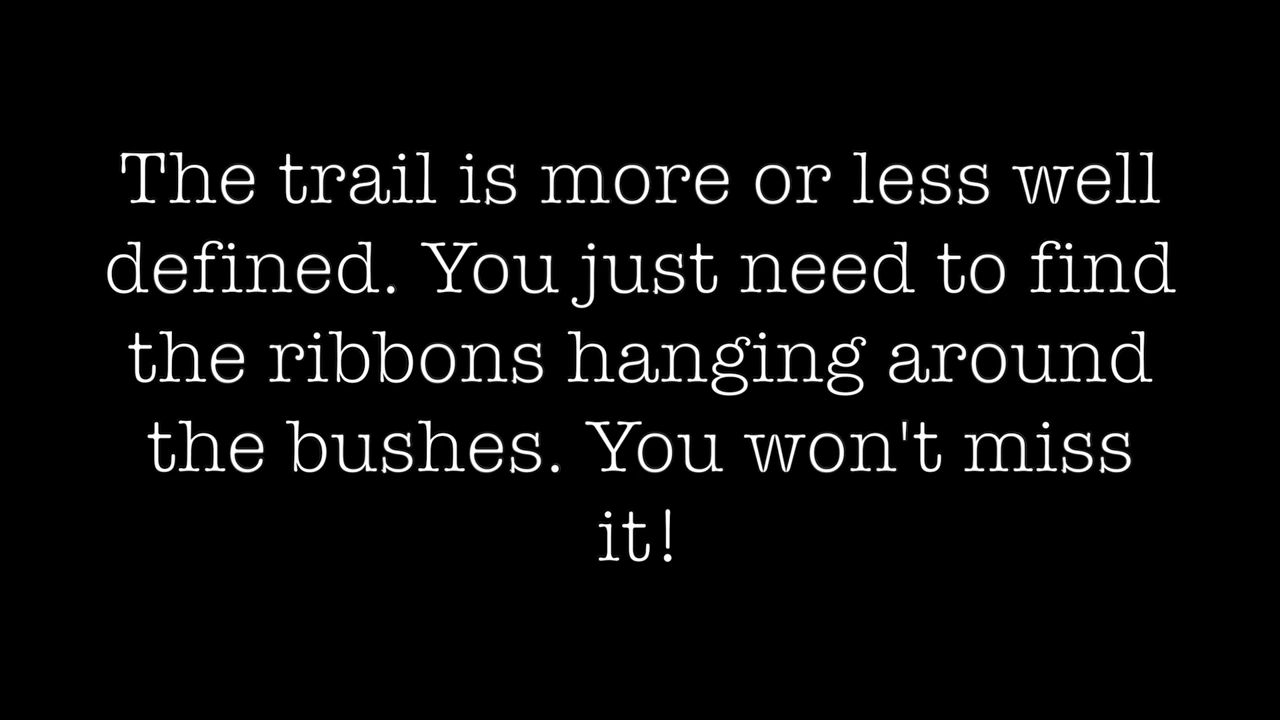 The trail is more or less well
defined. You just need to find
the ribbons hanging around
the bushes. You won't miss
it!